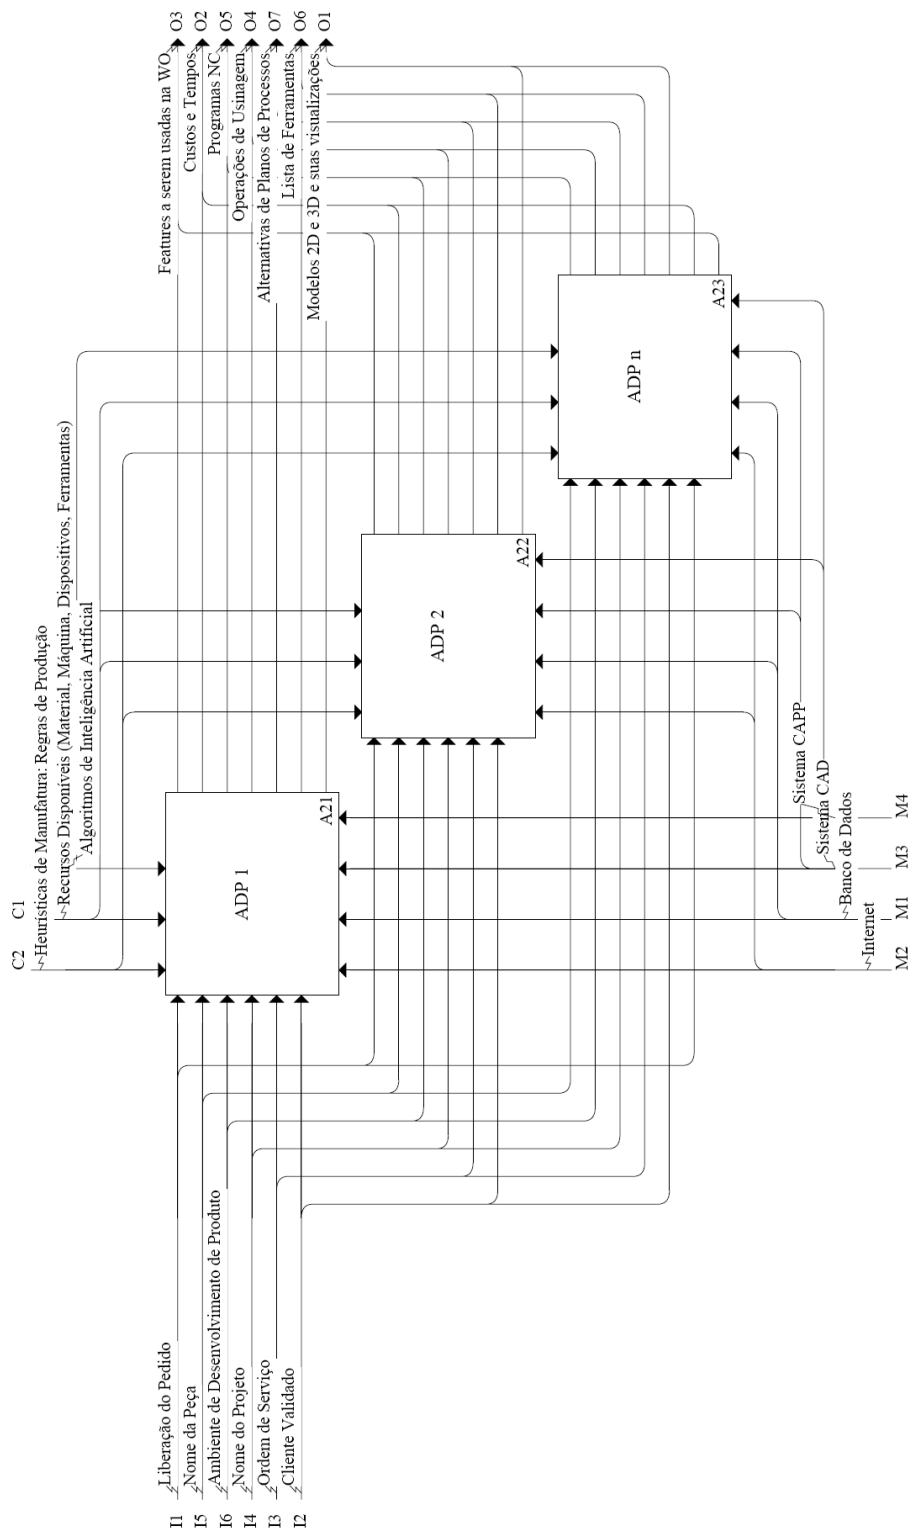 C2
C1
Heurísticas de Manufatura: Regras de Produção
Recursos Disponíveis (Material, Máquina, Dispositivos, Ferramentas)
Algoritmos de Inteligência Artificial
I1
Liberação do Pedido
I5
Nome da Peça
I6
Ambiente de Desenvolvimento de Produto
I4
Nome do Projeto
I3
Ordem de Serviço
I2
Cliente Validado
ADP 1
A21
ADP 2
A22
ADP n
A23
Features a serem usadas na WO
O3
Custos e Tempos
O2
Programas NC
O5
Operações de Usinagem
O4
Alternativas de Planos de Processos
O7
Lista de Ferramentas
O6
Modelos 2D e 3D e suas visualizações
O1
Sistema CAPP
Sistema CAD
Banco de Dados
Internet
M2
M1
M3
M4